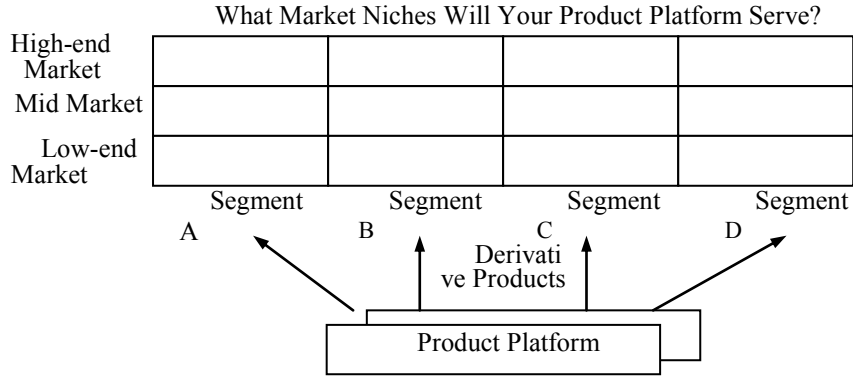 What Market Niches Will Your Product Platform Serve?
High-end
Market
Mid Market
Low-end
Market
Segment Segment Segment Segment
A B C D
Derivati
ve Products
Product Platform